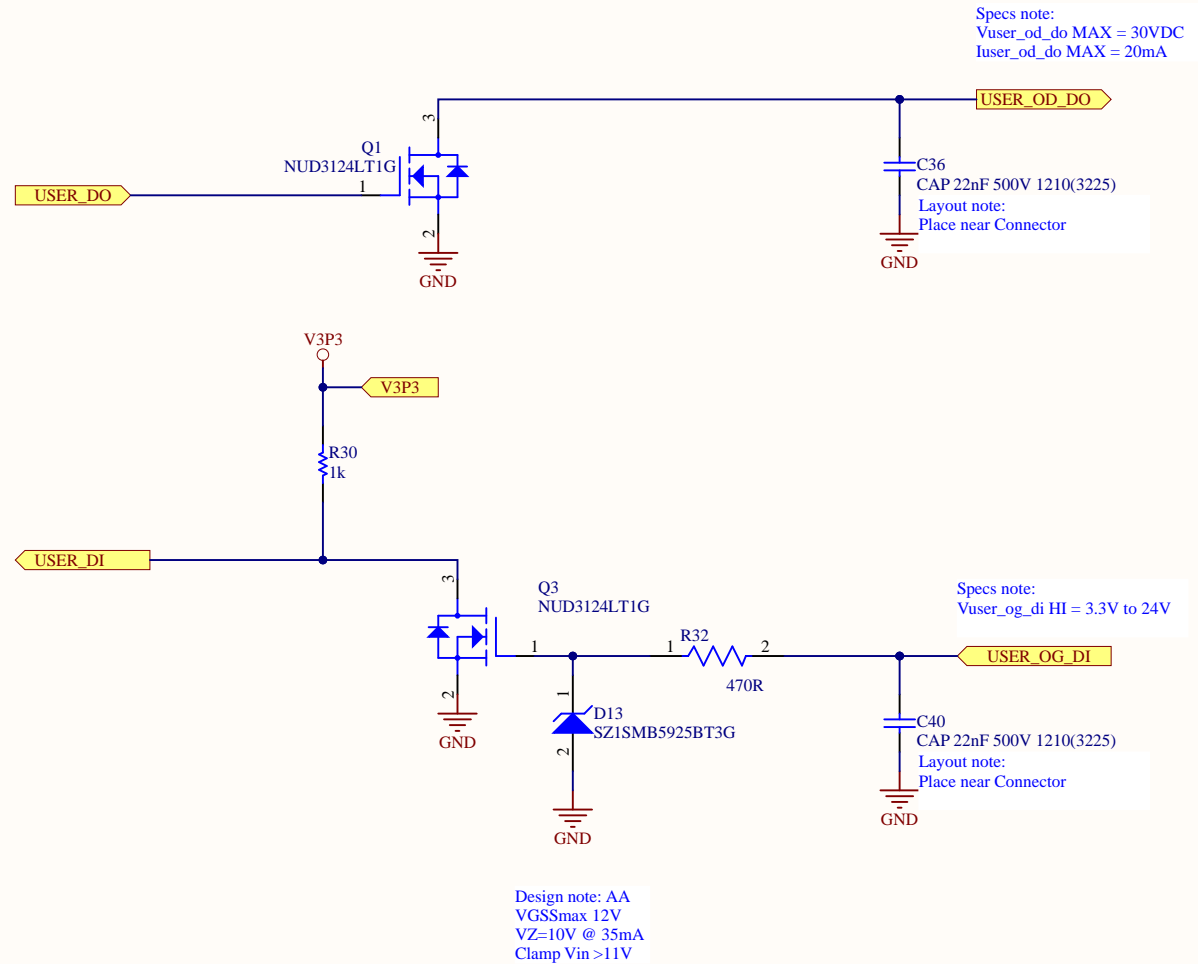 Specs note:
Vuser_od_do MAX = 30VDC
Iuser_od_do MAX = 20mA
USER_OD_DO
3
Q1
NUD3124LT1G
1
USER_DO
2
GND
C36
CAP 22nF 500V 1210(3225)
Layout note:
Place near Connector
GND
V3P3
V3P3
R30
1k
USER_DI
3
Q3
NUD3124LT1G
1
2
GND
R32
1
2
470R
Specs note:
Vuser_og_di HI = 3.3V to 24V
USER_OG_DI
1
D13
SZ1SMB5925BT3G
2
GND
C40
CAP 22nF 500V 1210(3225)
Layout note:
Place near Connector
GND
Design note: AA
VGSSmax 12V
VZ=10V @ 35mA
Clamp Vin >11V